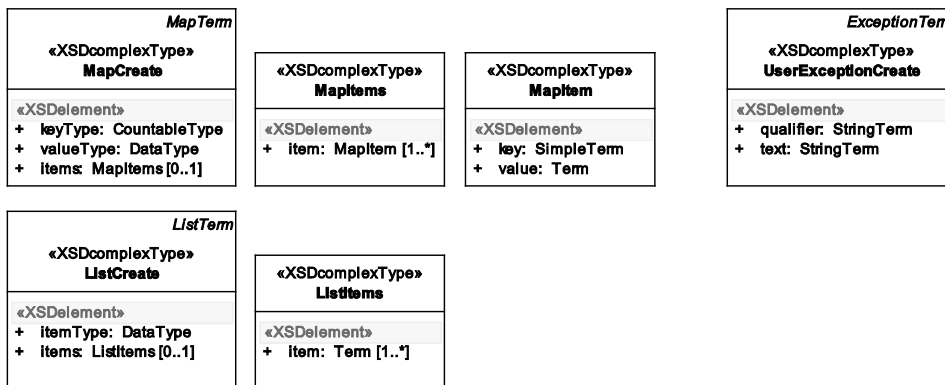 MapTerm
«XSDcomplexType»
MapCreate
«XSDelement»
+ keyType: CountableType
+ valueType: DataType
+ items: MapItems [0..1]
«XSDcomplexType»
MapItems
«XSDelement»
+ item: MapItem [1..*]
«XSDcomplexType»
MapItem
«XSDelement»
+ key: SimpleTerm
+ value: Term
ExceptionTerm
«XSDcomplexType»
UserExceptionCreate
«XSDelement»
+ qualifier: StringTerm
+ text: StringTerm
ListTerm
«XSDcomplexType»
ListCreate
«XSDelement»
+ itemType: DataType
+ items: ListItems [0..1]
«XSDcomplexType»
ListItems
«XSDelement»
+ item: Term [1..*]